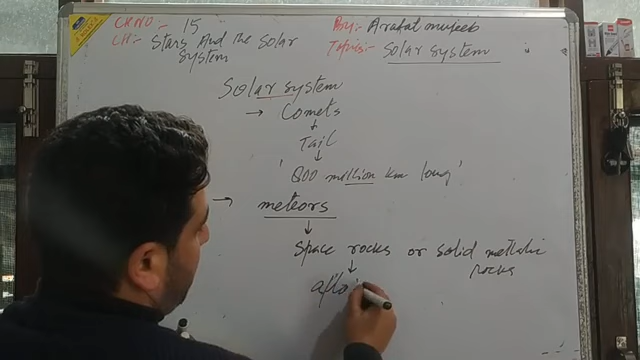 CH NO:- 15
By:- Arafat mujeeb
CH:- Stars And the Solar System
Topic:- Solar system
Solar system
→ Comets
Tail
' 800 million km long '
→ meteors
space rocks or solid metallic rocks